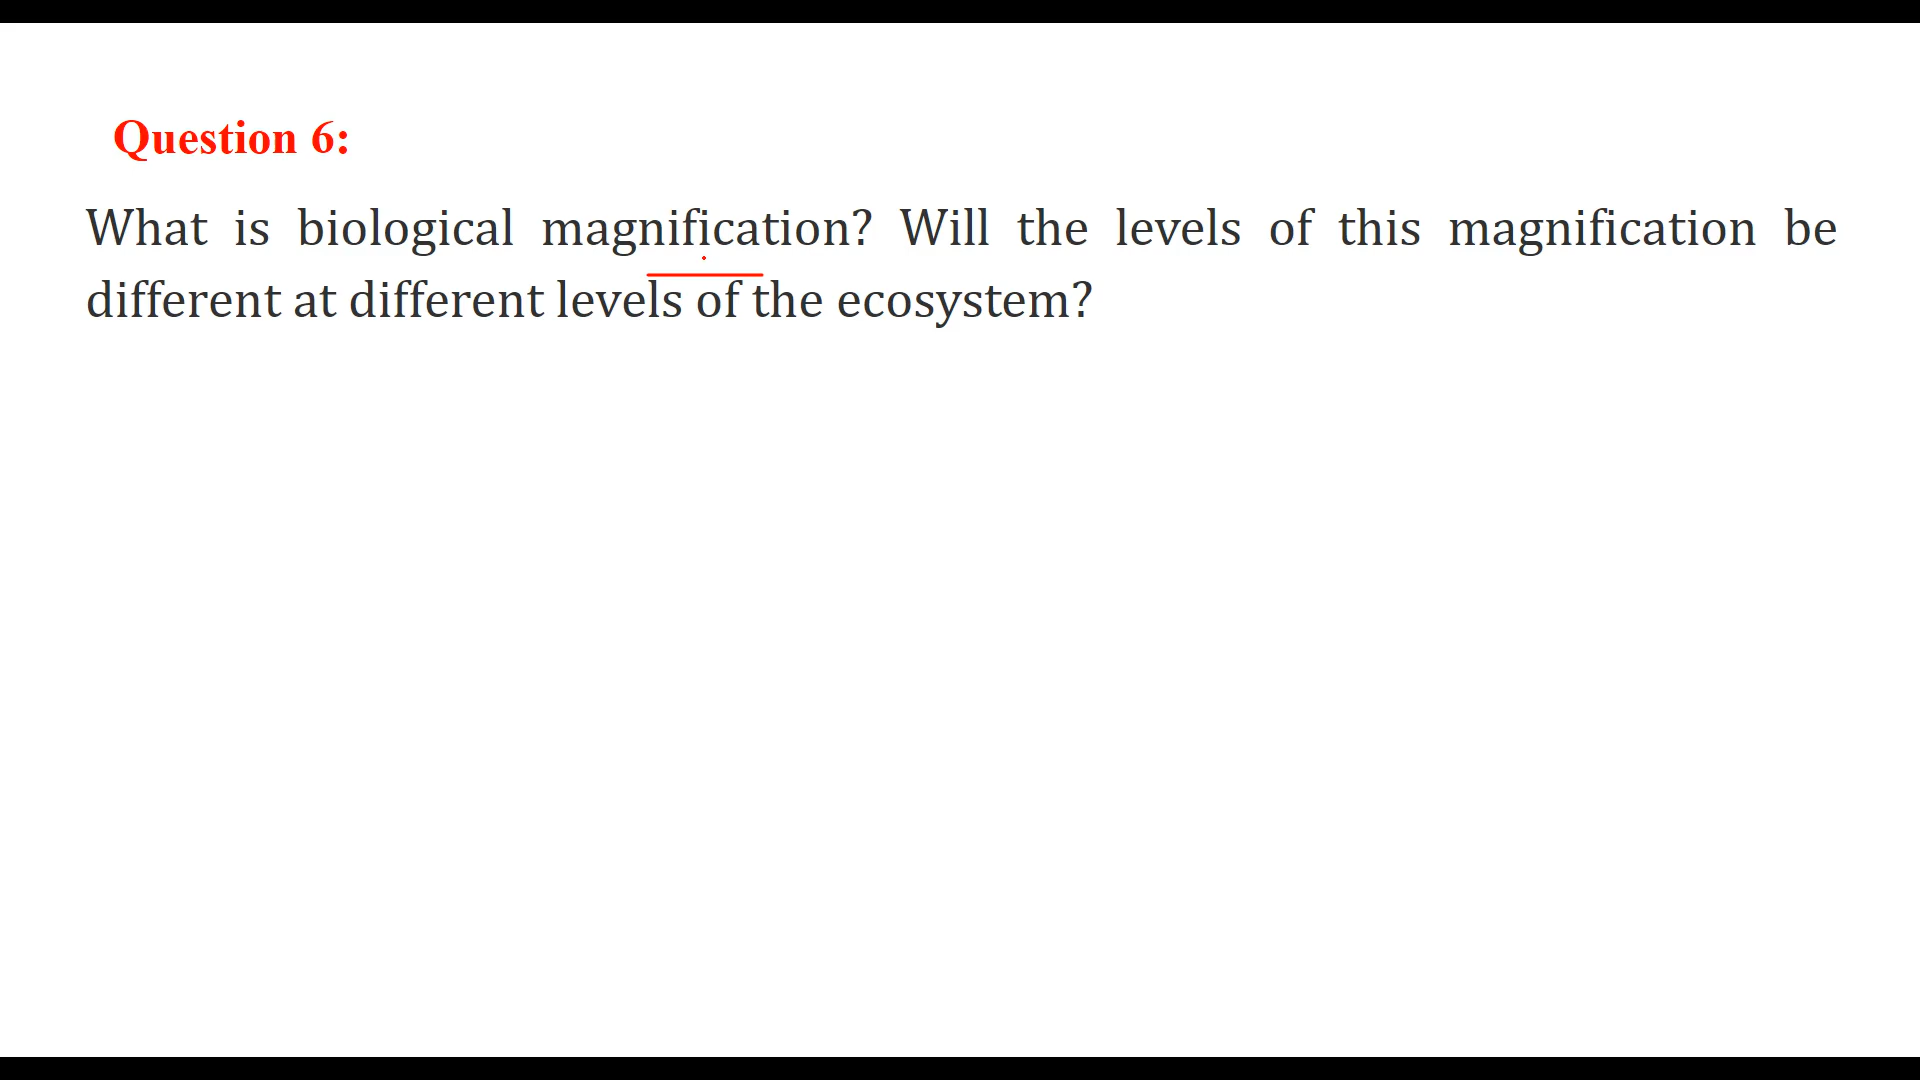 Question 6:
What is biological magnification? Will the levels of this magnification be
different at different levels of the ecosystem?